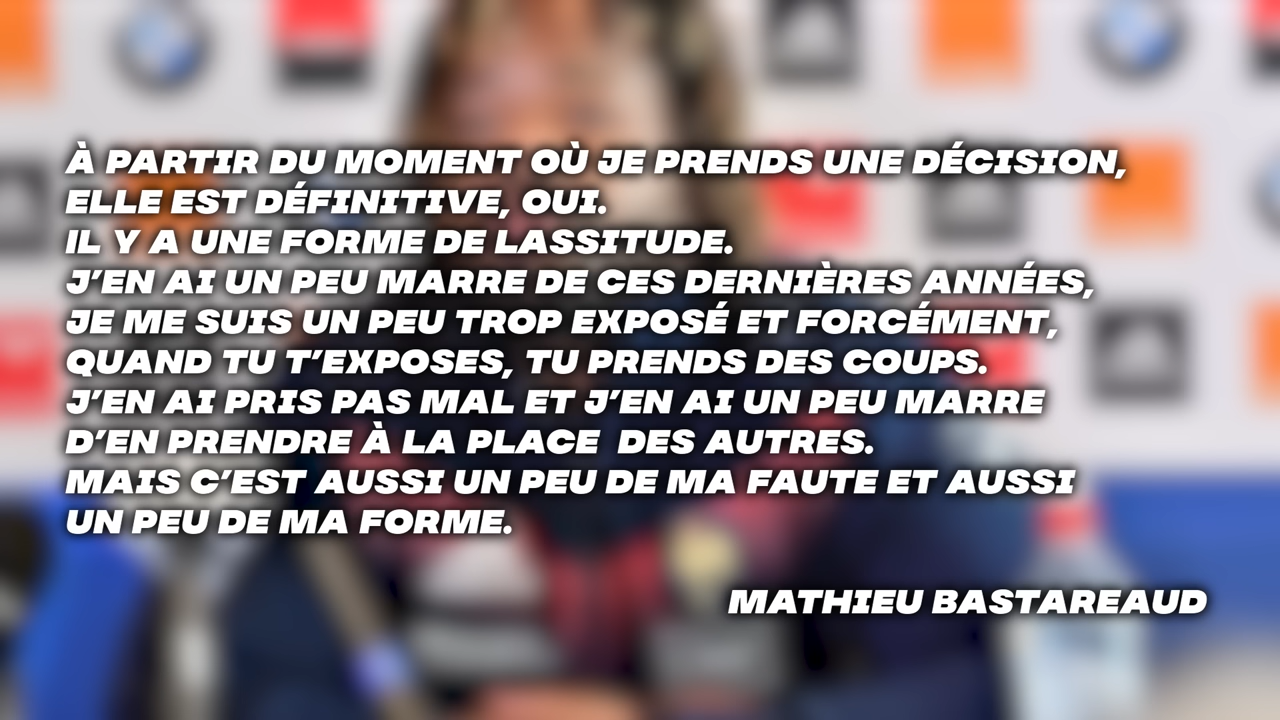 À PARTIR DU MOMENT OÙ JE PRENDS UNE DÉCISION,
ELLE EST DÉFINITIVE, OUI.
IL Y A UNE FORME DE LASSITUDE.
J’EN AI UN PEU MARRE DE CES DERNIÈRES ANNÉES,
JE ME SUIS UN PEU TROP EXPOSÉ ET FORCÉMENT,
QUAND TU T’EXPOSES, TU PRENDS DES COUPS.
J’EN AI PRIS PAS MAL ET J’EN AI UN PEU MARRE
D’EN PRENDRE À LA PLACE  DES AUTRES.
MAIS C’EST AUSSI UN PEU DE MA FAUTE ET AUSSI
UN PEU DE MA FORME.
MATHIEU BASTAREAUD